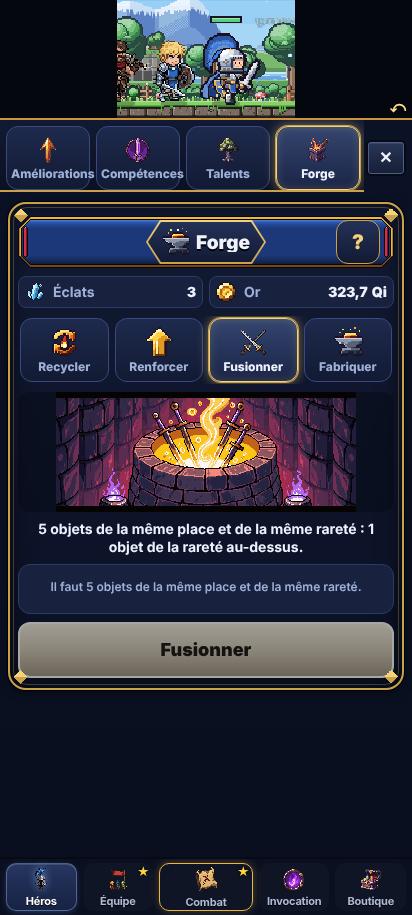 Améliorations
Compétences
Talents
Forge
×
Forge
?
Éclats
3
Or
323,7 Qi
Recycler
Renforcer
Fusionner
Fabriquer
5 objets de la même place et de la même rareté : 1
objet de la rareté au-dessus.
Il faut 5 objets de la même place et de la même rareté.
Fusionner
Héros
Équipe
Combat
Invocation
Boutique